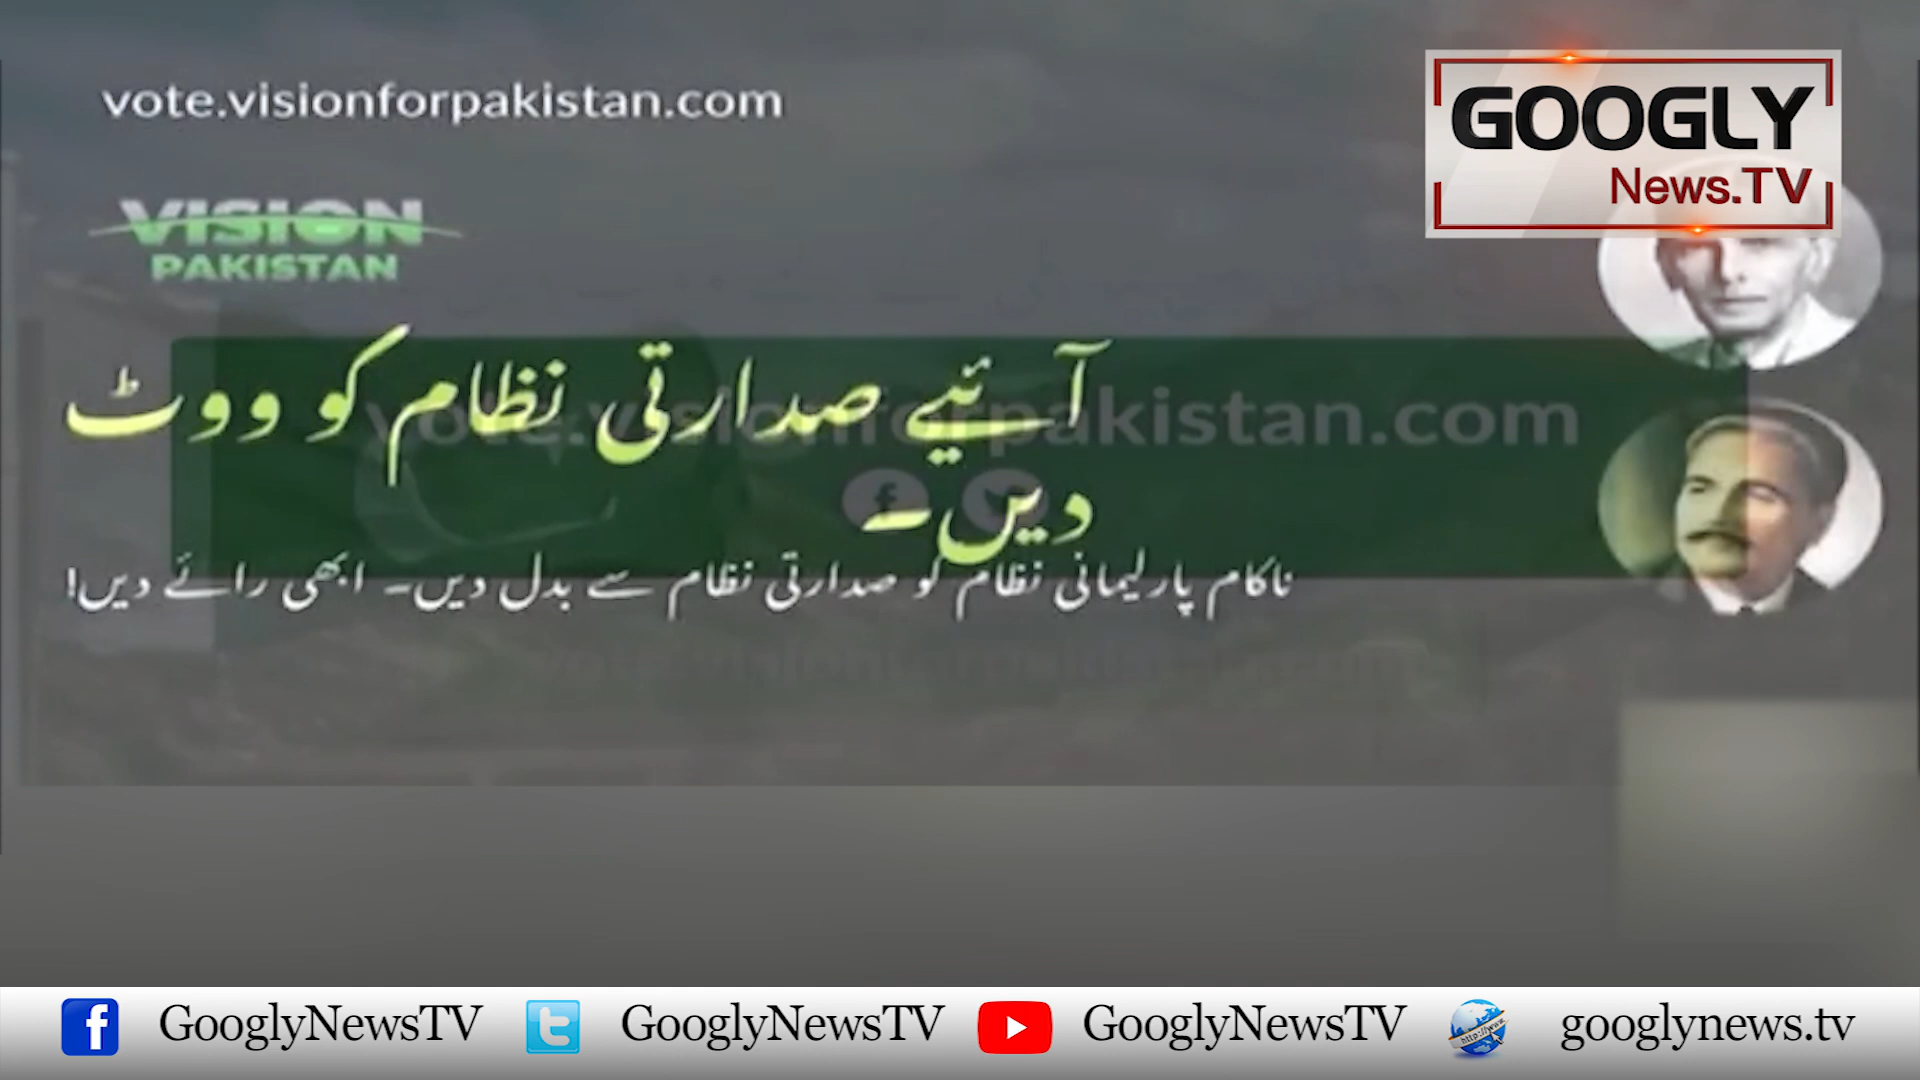 vote.visionforpakistan.com
GOOGLY
News.TV
VISION
PAKISTAN
آئیے صدارتی نظام کو ووٹ
دیں۔
vote.visionforpakistan.com
ناکام پارلیمانی نظام کو صدارتی نظام سے بدل دیں۔ ابھی رائے دیں!
GooglyNewsTV GooglyNewsTV GooglyNewsTV googlynews.tv